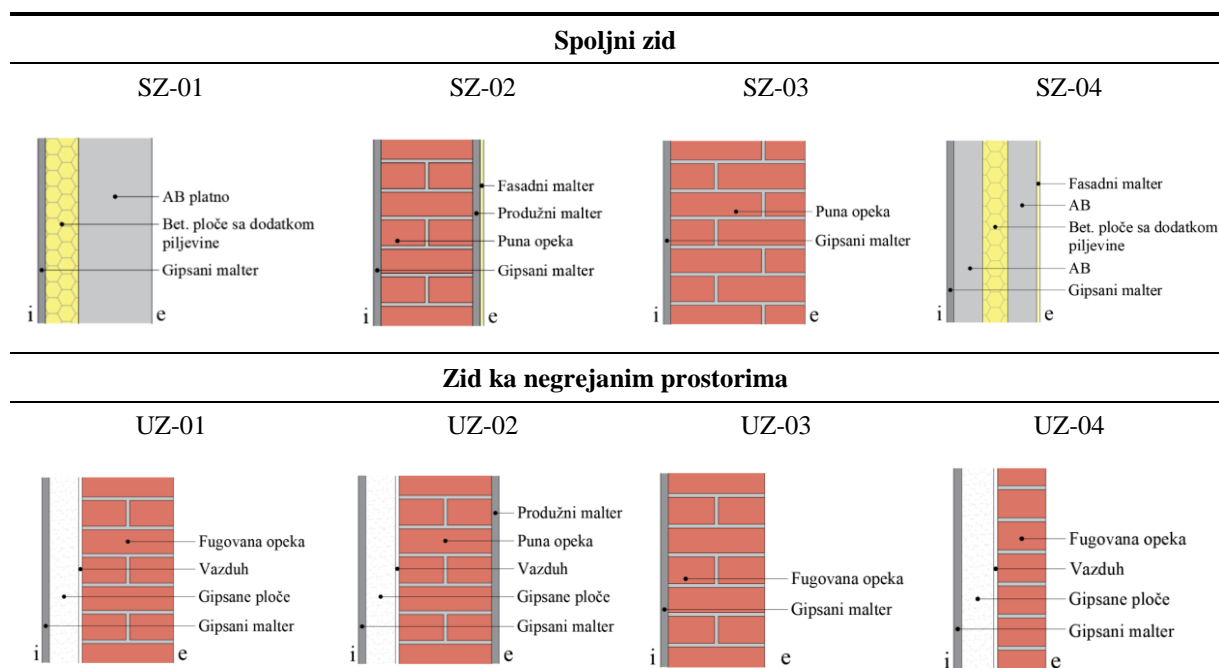 Spoljni zid
SZ-01
SZ-02
SZ-03
SZ-04
AB platno
Bet. ploče sa dodatkom
piljevine
Gipsani malter
i
e
Fasadni malter
Produžni malter
Puna opeka
Gipsani malter
i
e
Puna opeka
Gipsani malter
i
e
Fasadni malter
AB
Bet. ploče sa dodatkom
piljevine
AB
Gipsani malter
i
e
Zid ka negrejanim prostorima
UZ-01
UZ-02
UZ-03
UZ-04
Fugovana opeka
Vazduh
Gipsane ploče
Gipsani malter
i
e
Produžni malter
Puna opeka
Vazduh
Gipsane ploče
Gipsani malter
i
e
Fugovana opeka
Gipsani malter
i
e
Fugovana opeka
Vazduh
Gipsane ploče
Gipsani malter
i
e